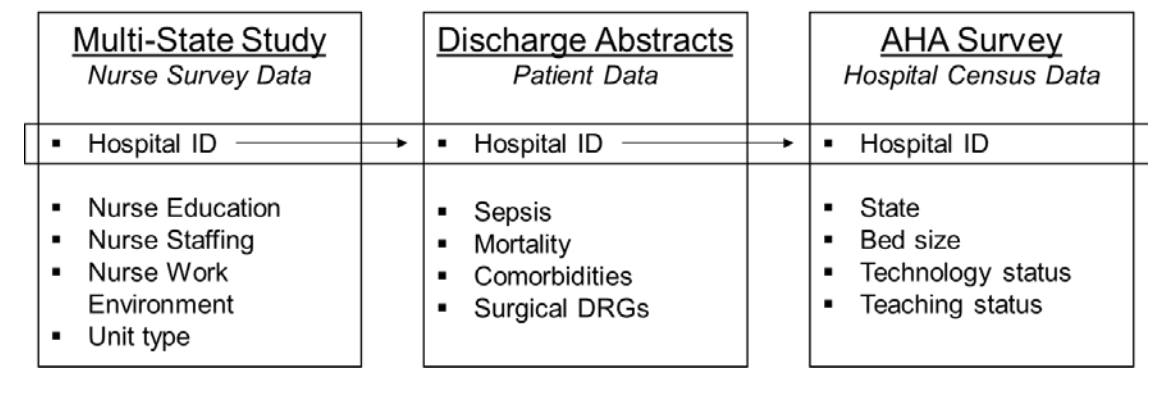 Multi-State Study
Nurse Survey Data
▪ Hospital ID
▪ Nurse Education
▪ Nurse Staffing
▪ Nurse Work
Environment
▪ Unit type
Discharge Abstracts
Patient Data
▪ Hospital ID
▪ Sepsis
▪ Mortality
▪ Comorbidities
▪ Surgical DRGs
AHA Survey
Hospital Census Data
▪ Hospital ID
▪ State
▪ Bed size
▪ Technology status
▪ Teaching status